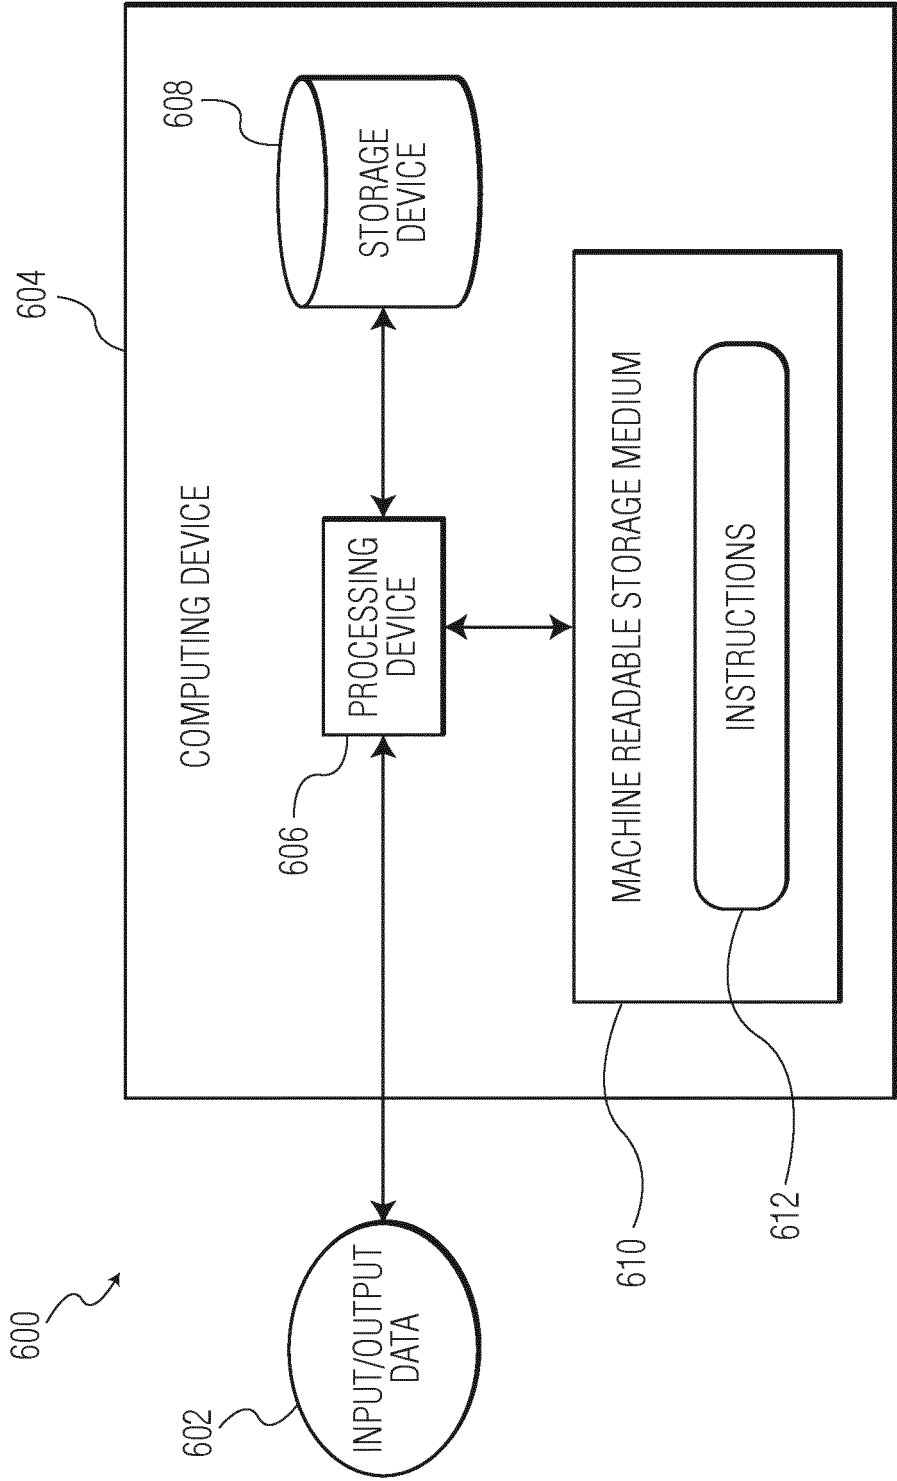 600
604
COMPUTING DEVICE
608
STORAGE
DEVICE
602
INPUT/OUTPUT
DATA
606
PROCESSING
DEVICE
MACHINE READABLE STORAGE MEDIUM
INSTRUCTIONS
610
612